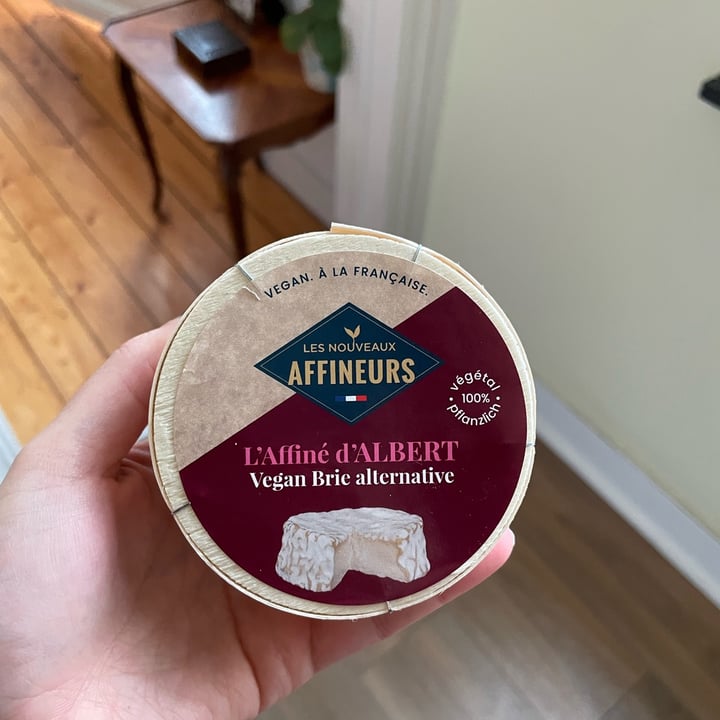 VEGAN. À LA FRANÇAISE.
LES NOUVEAUX
AFFINEURS
végétal
100%
pflanzlich
L'Affiné d'ALBERT
Vegan Brie alternative